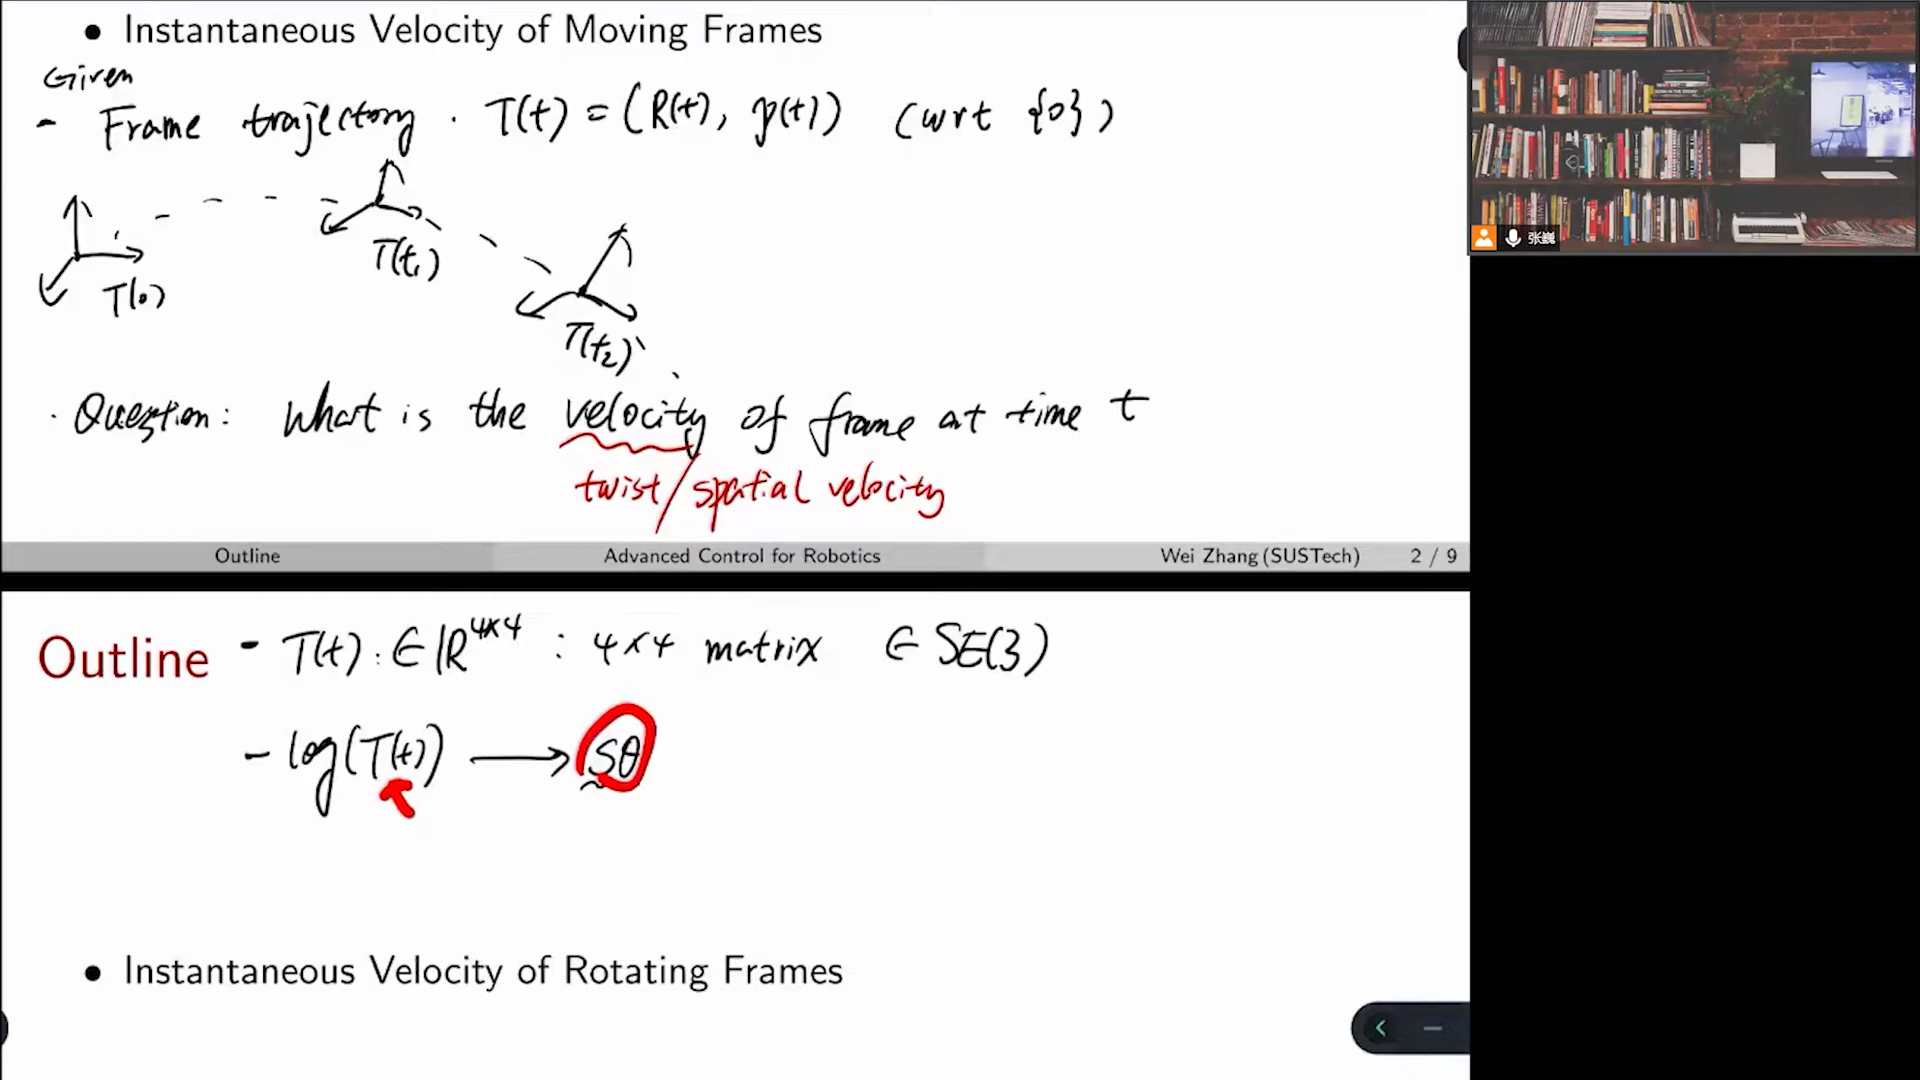 • Instantaneous Velocity of Moving Frames
Given
- Frame trajectory . T(t) = (R(t), p(t)) (wrt {0})
T(0)
T(t₁)
T(t₂)
· Question: What is the velocity of frame at time t
twist/spatial velocity
Outline Advanced Control for Robotics Wei Zhang (SUSTech) 2 / 9
Outline - T(t) : ∈ ℝ⁴ˣ⁴ : 4×4 matrix ∈ SE(3)
- log(T(t)) ⟶ Sθ
• Instantaneous Velocity of Rotating Frames
张巍